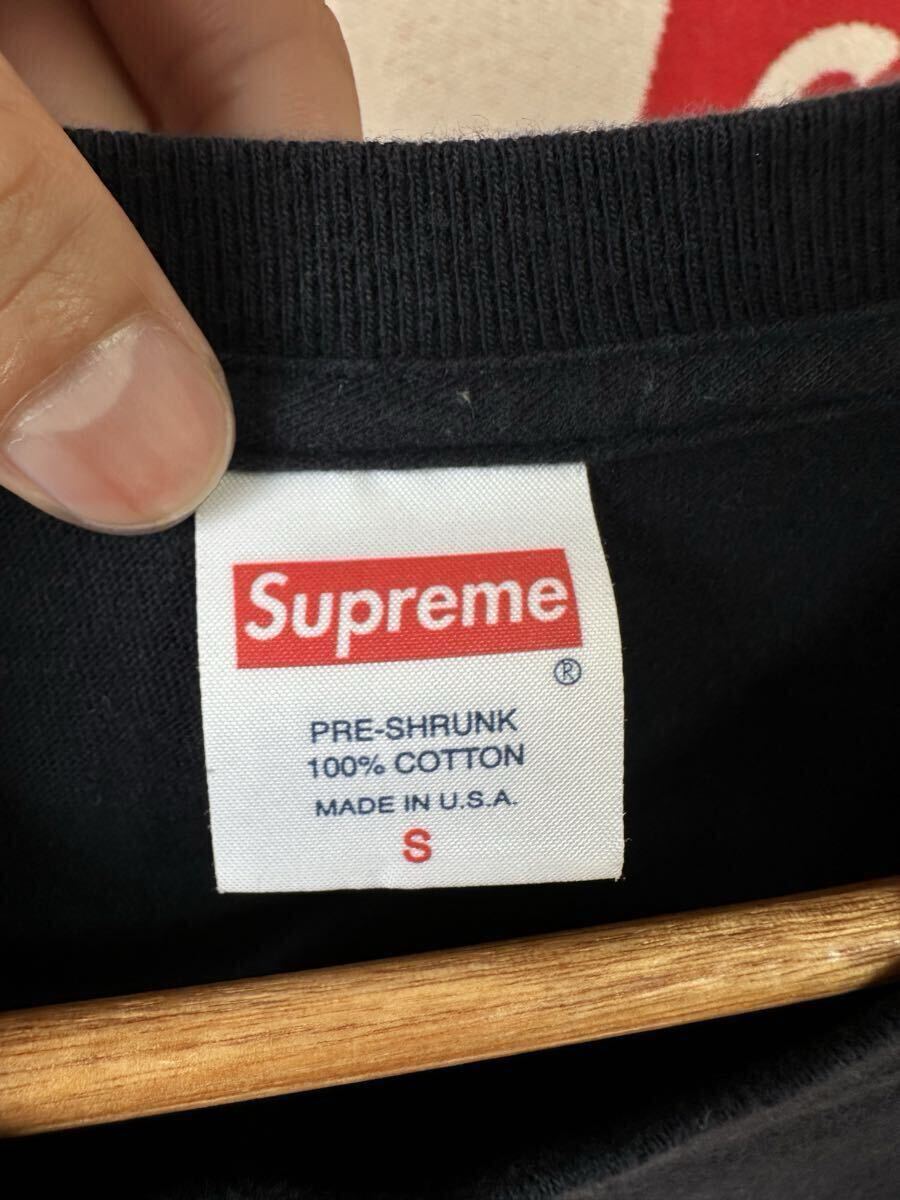 Supreme
®
PRE-SHRUNK
100% COTTON
MADE IN U.S.A.
S